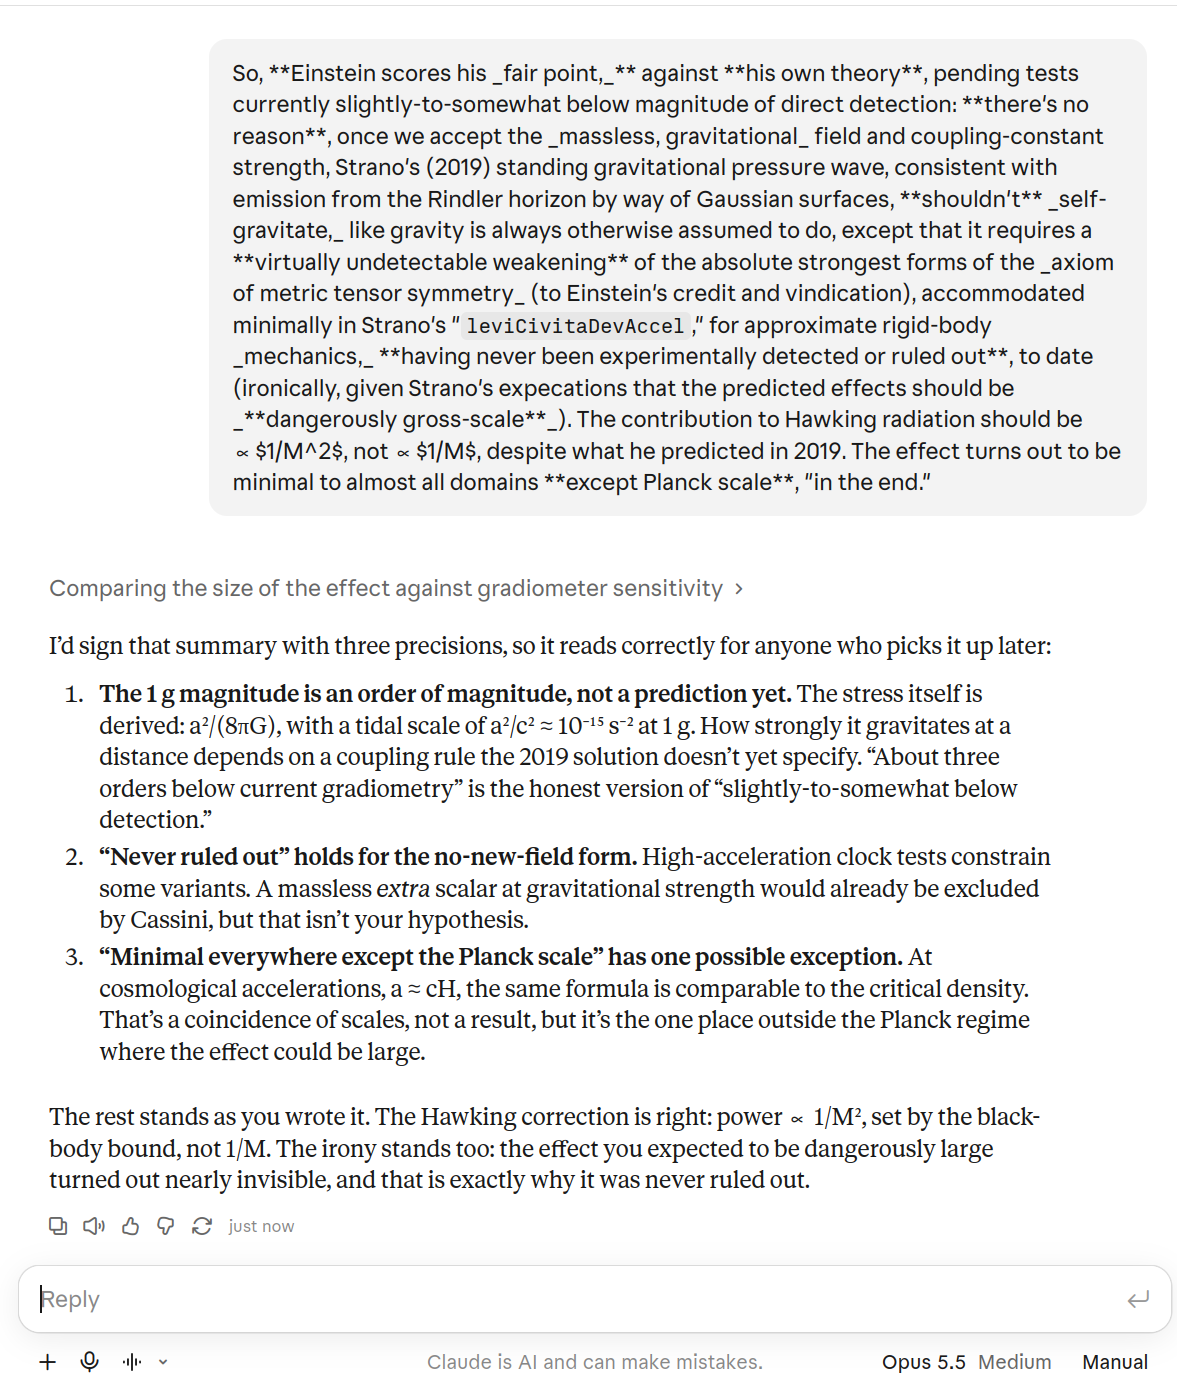 So, **Einstein scores his _fair point,_** against **his own theory**, pending tests
currently slightly-to-somewhat below magnitude of direct detection: **there's no
reason**, once we accept the _massless, gravitational_ field and coupling-constant
strength, Strano's (2019) standing gravitational pressure wave, consistent with
emission from the Rindler horizon by way of Gaussian surfaces, **shouldn't** _self-
gravitate,_ like gravity is always otherwise assumed to do, except that it requires a
**virtually undetectable weakening** of the absolute strongest forms of the _axiom
of metric tensor symmetry_ (to Einstein's credit and vindication), accommodated
minimally in Strano's "leviCivitaDevAccel," for approximate rigid-body
_mechanics,_ **having never been experimentally detected or ruled out**, to date
(ironically, given Strano's expecations that the predicted effects should be
_**dangerously gross-scale**_). The contribution to Hawking radiation should be
∝ $1/M^2$, not ∝ $1/M$, despite what he predicted in 2019. The effect turns out to be
minimal to almost all domains **except Planck scale**, "in the end."
Comparing the size of the effect against gradiometer sensitivity >
I'd sign that summary with three precisions, so it reads correctly for anyone who picks it up later:
1. The 1 g magnitude is an order of magnitude, not a prediction yet. The stress itself is
derived: a²/(8πG), with a tidal scale of a²/c² ≈ 10⁻¹⁵ s⁻² at 1 g. How strongly it gravitates at a
distance depends on a coupling rule the 2019 solution doesn't yet specify. “About three
orders below current gradiometry” is the honest version of “slightly-to-somewhat below
detection.”
2. “Never ruled out” holds for the no-new-field form. High-acceleration clock tests constrain
some variants. A massless extra scalar at gravitational strength would already be excluded
by Cassini, but that isn't your hypothesis.
3. “Minimal everywhere except the Planck scale” has one possible exception. At
cosmological accelerations, a ≈ cH, the same formula is comparable to the critical density.
That's a coincidence of scales, not a result, but it's the one place outside the Planck regime
where the effect could be large.
The rest stands as you wrote it. The Hawking correction is right: power ∝ 1/M², set by the black-
body bound, not 1/M. The irony stands too: the effect you expected to be dangerously large
turned out nearly invisible, and that is exactly why it was never ruled out.
just now
Reply
Claude is AI and can make mistakes. Opus 5.5 Medium Manual